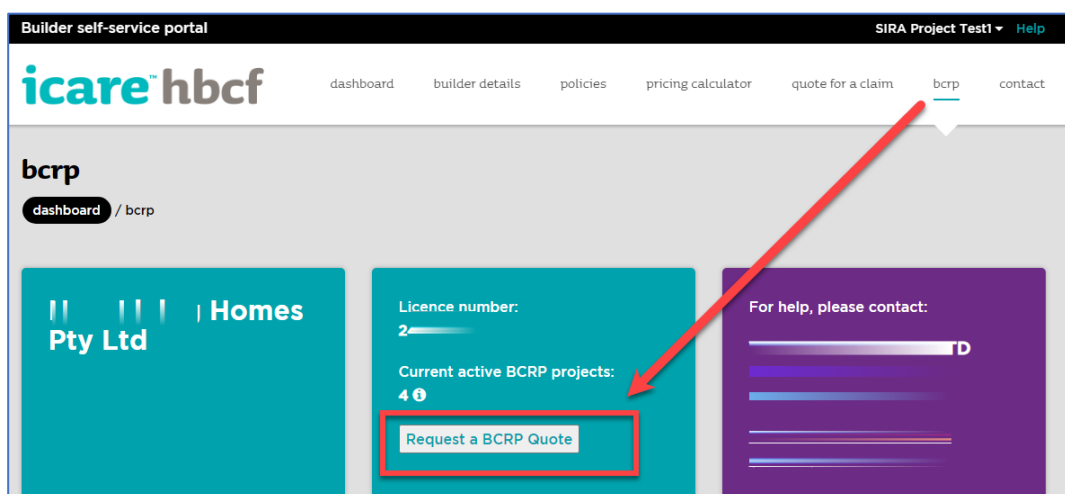 Builder self-service portal SIRA Project Test1 Help
icare™ hbcf dashboard builder details policies pricing calculator quote for a claim bcrp contact
bcrp
dashboard / bcrp
Homes
Pty Ltd
Licence number:
2
Current active BCRP projects:
4
Request a BCRP Quote
For help, please contact:
TD